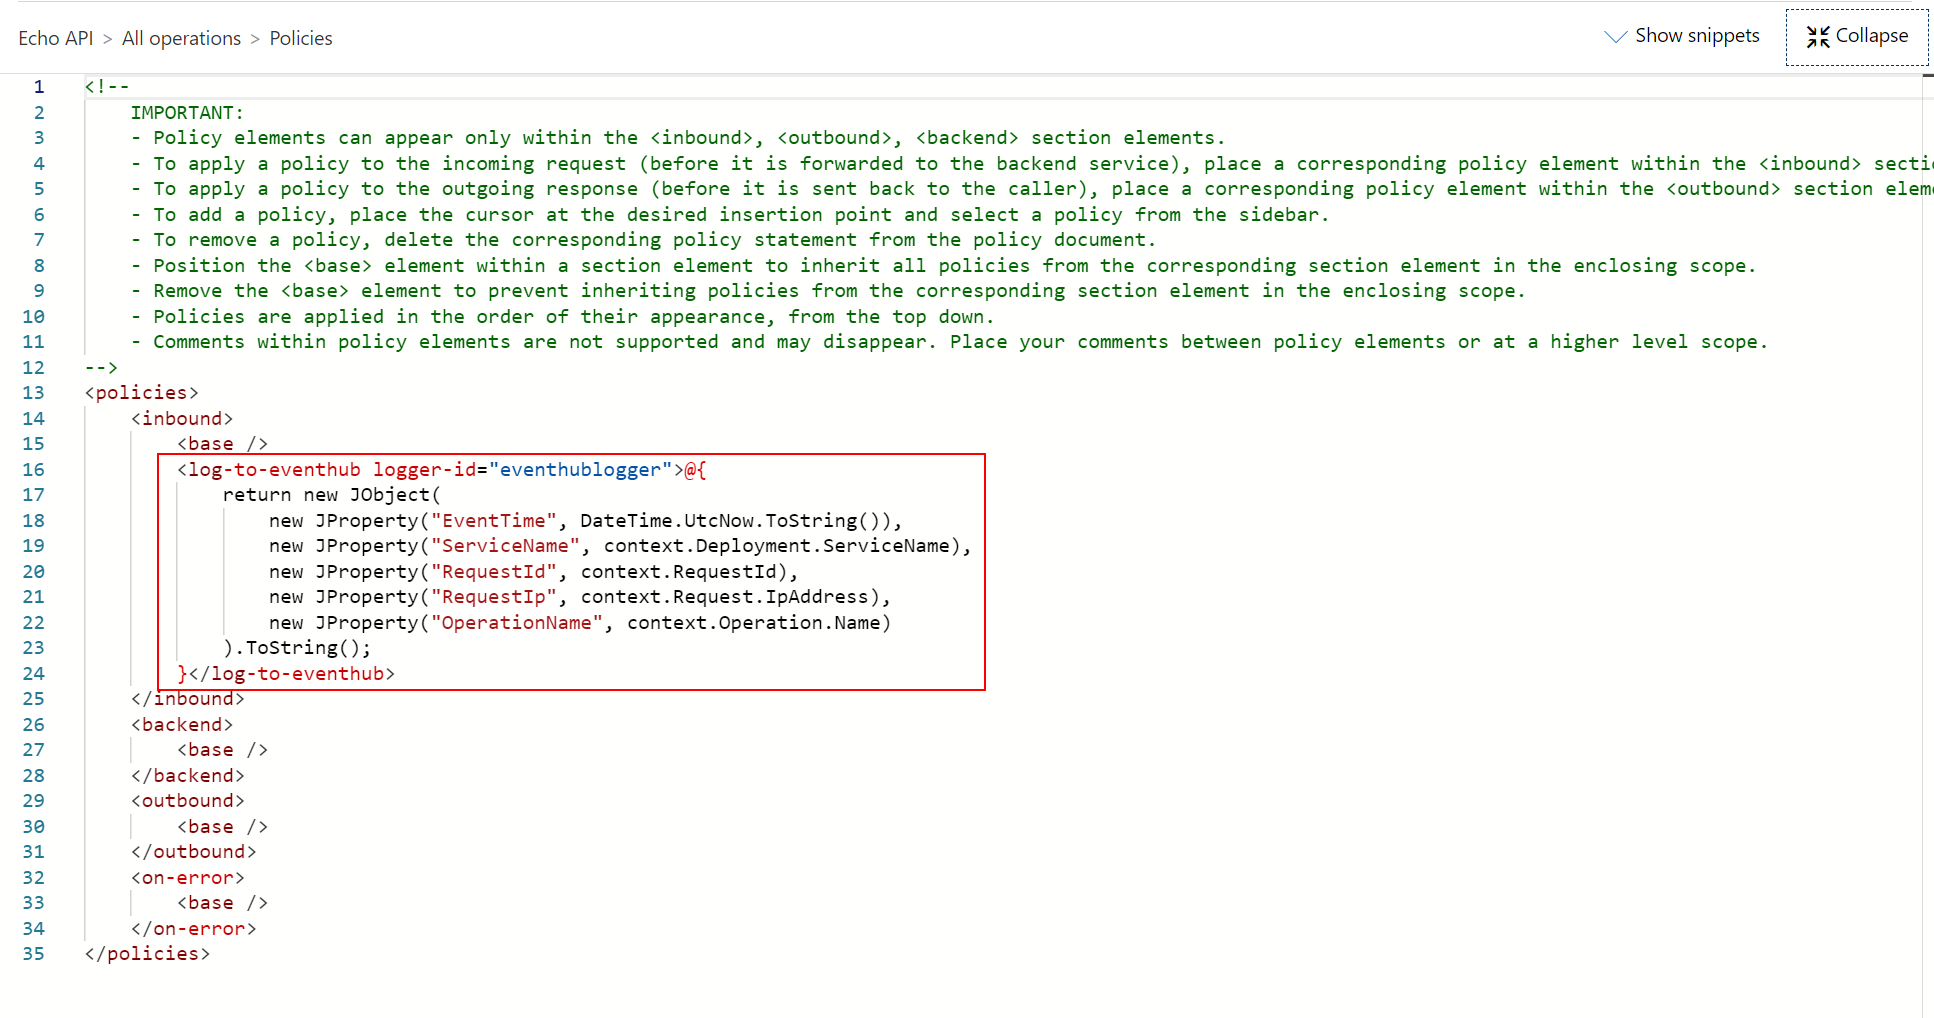 Echo API > All operations > Policies
Show snippets
Collapse
1 <!--
2 IMPORTANT:
3 - Policy elements can appear only within the <inbound>, <outbound>, <backend> section elements.
4 - To apply a policy to the incoming request (before it is forwarded to the backend service), place a corresponding policy element within the <inbound> secti
5 - To apply a policy to the outgoing response (before it is sent back to the caller), place a corresponding policy element within the <outbound> section elem
6 - To add a policy, place the cursor at the desired insertion point and select a policy from the sidebar.
7 - To remove a policy, delete the corresponding policy statement from the policy document.
8 - Position the <base> element within a section element to inherit all policies from the corresponding section element in the enclosing scope.
9 - Remove the <base> element to prevent inheriting policies from the corresponding section element in the enclosing scope.
10 - Policies are applied in the order of their appearance, from the top down.
11 - Comments within policy elements are not supported and may disappear. Place your comments between policy elements or at a higher level scope.
12 -->
13 <policies>
14 <inbound>
15 <base />
16 <log-to-eventhub logger-id="eventhublogger">@{
17 return new JObject(
18 new JProperty("EventTime", DateTime.UtcNow.ToString()),
19 new JProperty("ServiceName", context.Deployment.ServiceName),
20 new JProperty("RequestId", context.RequestId),
21 new JProperty("RequestIp", context.Request.IpAddress),
22 new JProperty("OperationName", context.Operation.Name)
23 ).ToString();
24 }</log-to-eventhub>
25 </inbound>
26 <backend>
27 <base />
28 </backend>
29 <outbound>
30 <base />
31 </outbound>
32 <on-error>
33 <base />
34 </on-error>
35 </policies>